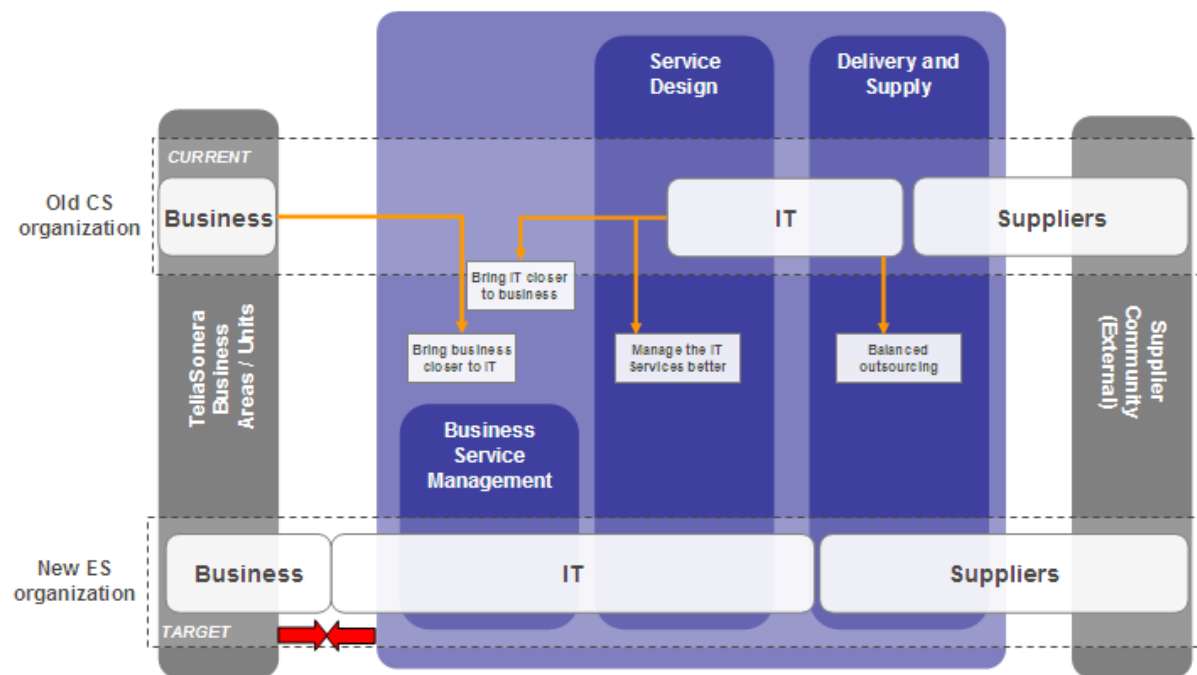 Service
Design
Delivery and
Supply
CURRENT
Old CS
organization
Business
IT
Suppliers
Bring IT closer
to business
Bring business
closer to IT
Manage the IT
Services better
Balanced
outsourcing
TeliaSonera
Business
Areas / Units
Supplier
Community
(External)
Business
Service
Management
New ES
organization
Business
IT
Suppliers
TARGET